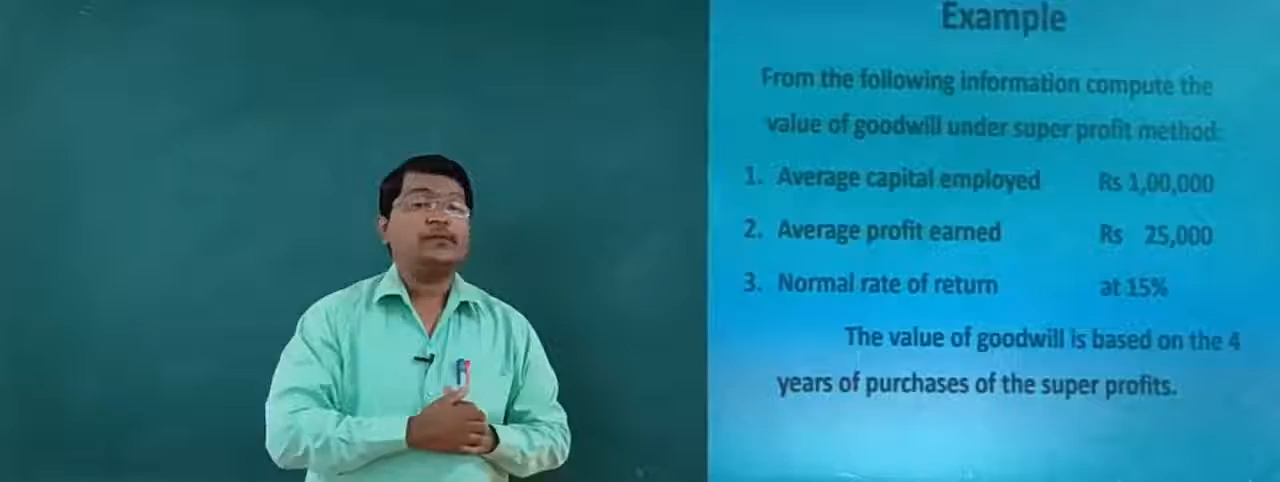 Example
From the following information compute the
value of goodwill under super profit method:
1. Average capital employed Rs 1,00,000
2. Average profit earned Rs 25,000
3. Normal rate of return at 15%
The value of goodwill is based on the 4
years of purchases of the super profits.